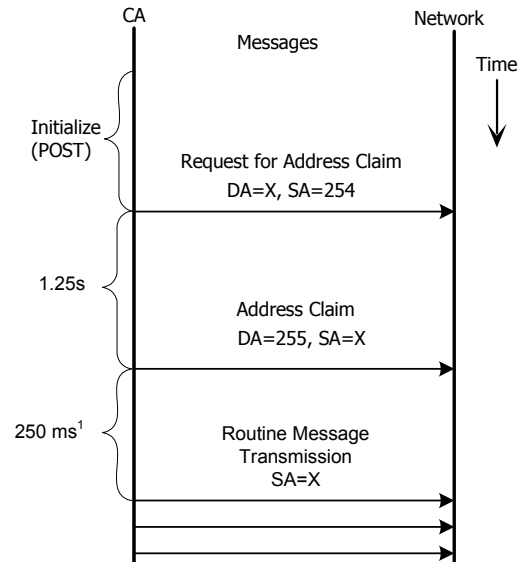 CA
Network
Messages
Time
Initialize
(POST)
Request for Address Claim
DA=X, SA=254
1.25s
Address Claim
DA=255, SA=X
250 ms¹
Routine Message
Transmission
SA=X